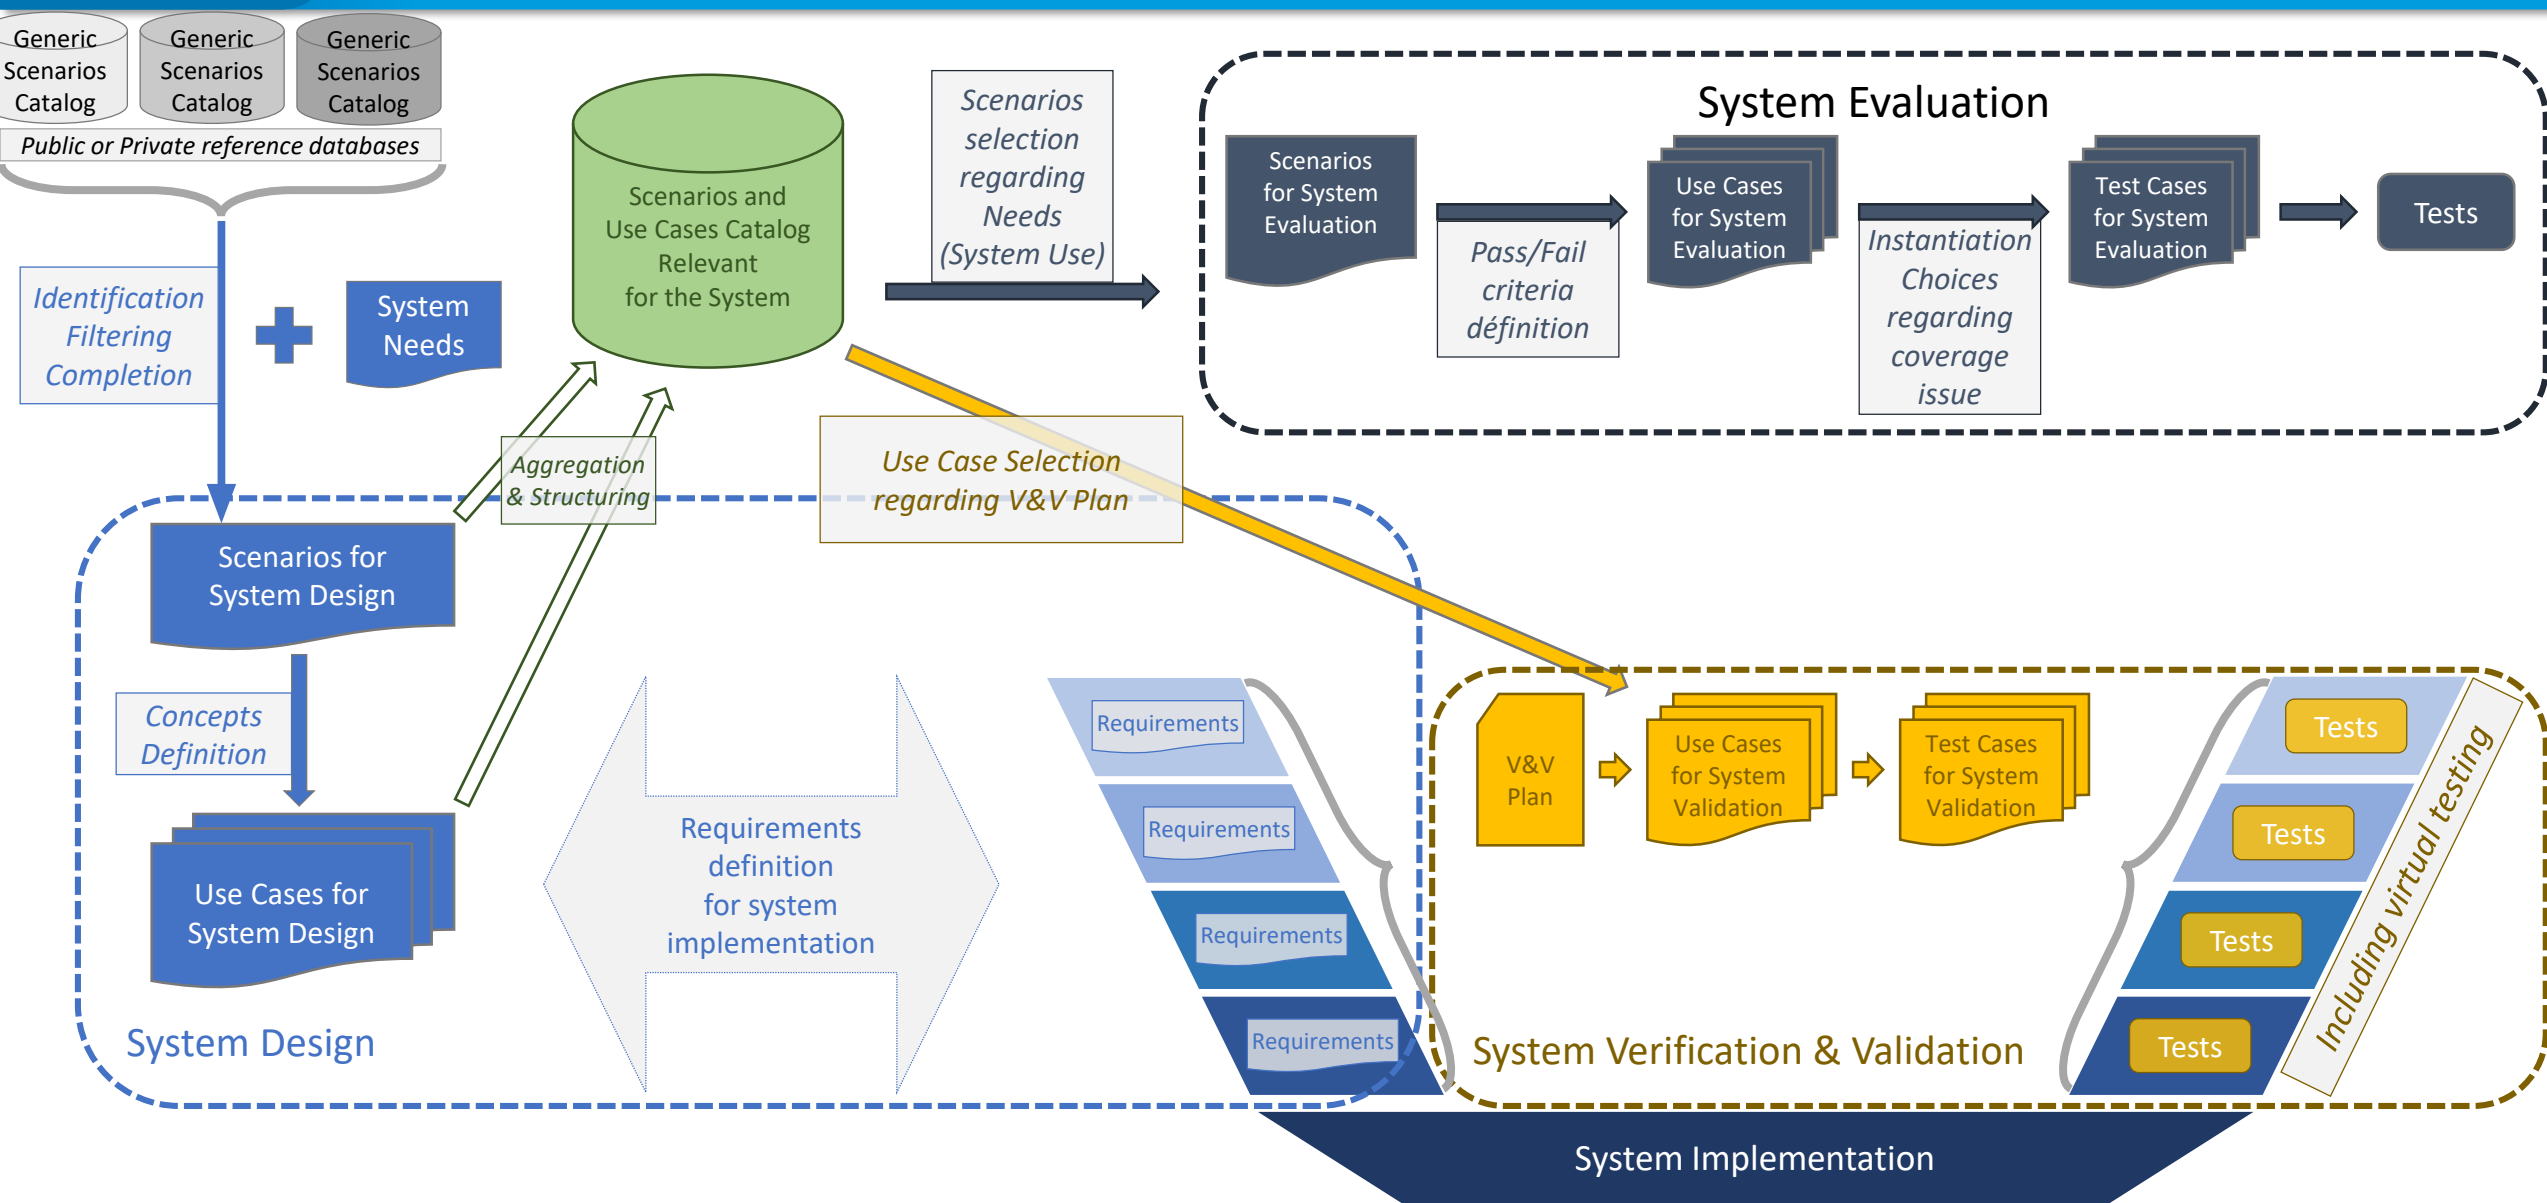 Generic
Scenarios
Catalog
Generic
Scenarios
Catalog
Generic
Scenarios
Catalog
Public or Private reference databases
Identification
Filtering
Completion
System
Needs
Scenarios and
Use Cases Catalog
Relevant
for the System
Scenarios
selection
regarding
Needs
(System Use)
System Evaluation
Scenarios
for System
Evaluation
Pass/Fail
criteria
définition
Use Cases
for System
Evaluation
Instantiation
Choices
regarding
coverage
issue
Test Cases
for System
Evaluation
Tests
Aggregation
& Structuring
Use Case Selection
regarding V&V Plan
Scenarios for
System Design
Concepts
Definition
Use Cases for
System Design
System Design
Requirements
definition
for system
implementation
Requirements
Requirements
Requirements
Requirements
V&V
Plan
Use Cases
for System
Validation
Test Cases
for System
Validation
System Verification & Validation
Tests
Tests
Tests
Tests
Including virtual testing
System Implementation